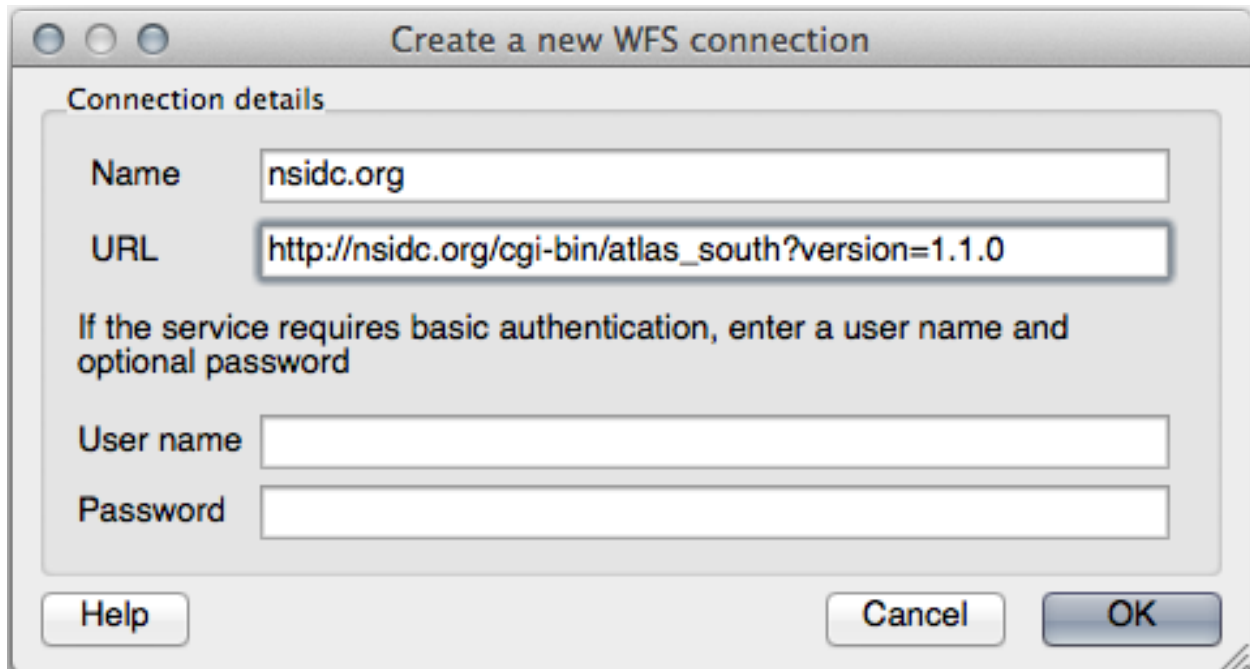 Create a new WFS connection
Connection details
Name nsidc.org
URL http://nsidc.org/cgi-bin/atlas_south?version=1.1.0
If the service requires basic authentication, enter a user name and
optional password
User name
Password
Help Cancel OK